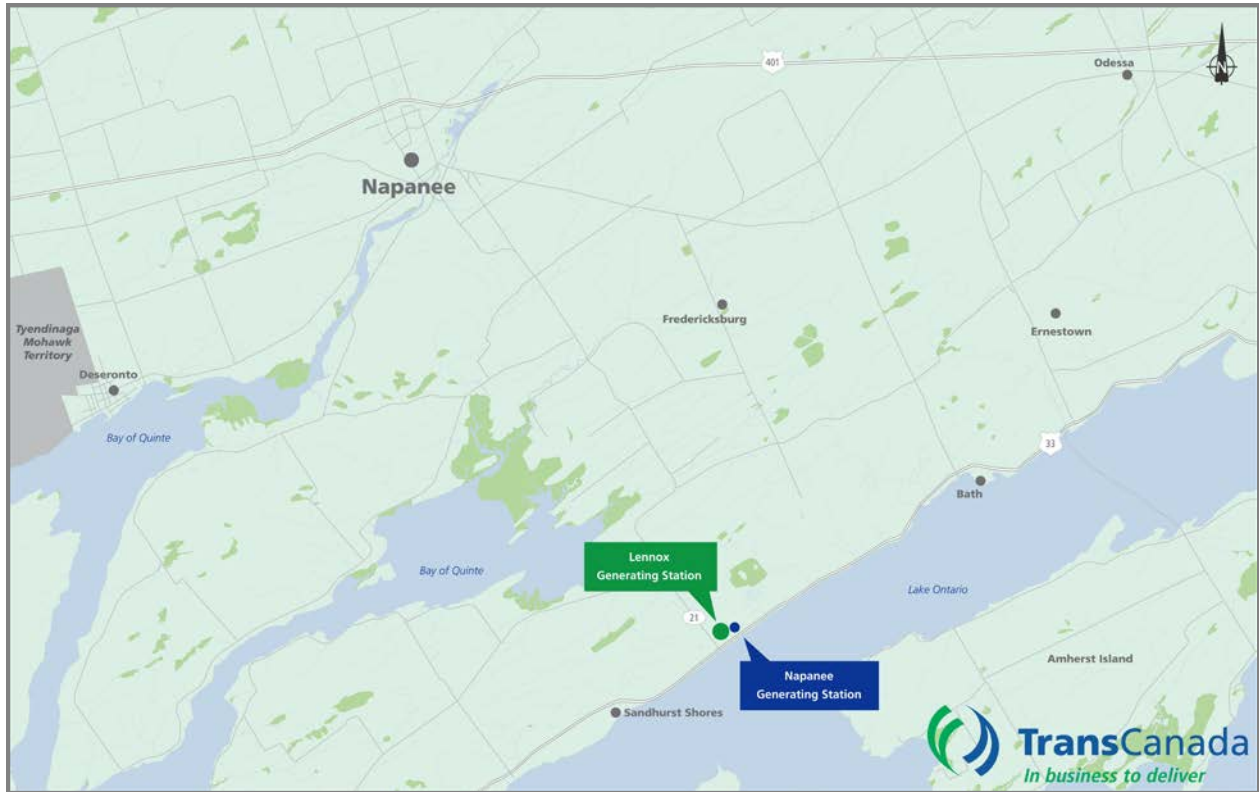 401
Odessa
N
Napanee
Fredericksburg
Ernestown
Tyendinaga
Mohawk
Territory
Deseronto
Bay of Quinte
33
Bath
Lennox
Generating Station
Bay of Quinte
Lake Ontario
21
Napanee
Generating Station
Amherst Island
Sandhurst Shores
TransCanada
In business to deliver